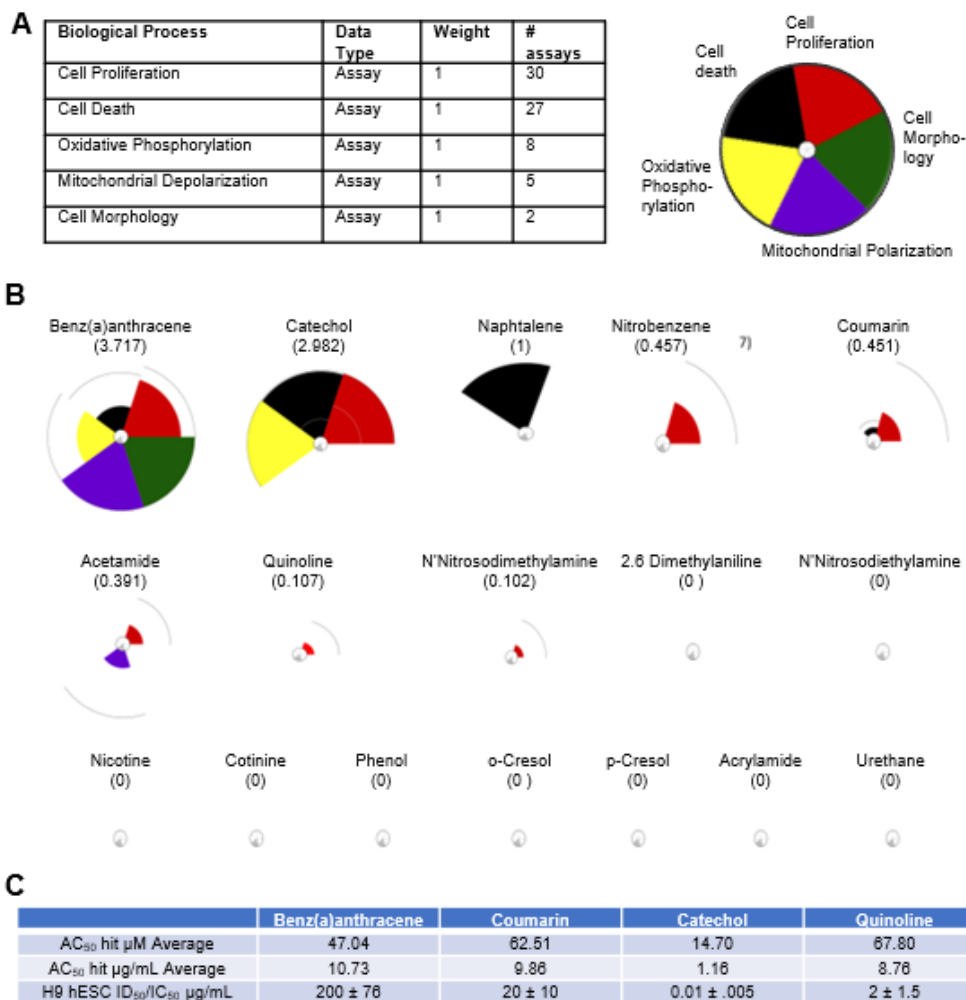 A
Biological Process Data Type Weight # assays
Cell Proliferation Assay 1 30
Cell Death Assay 1 27
Oxidative Phosphorylation Assay 1 8
Mitochondrial Depolarization Assay 1 5
Cell Morphology Assay 1 2
Cell Proliferation
Cell death
Cell Morpho-
logy
Oxidative
Phospho-
rylation
Mitochondrial Polarization
B
Benz(a)anthracene Catechol Naphtalene Nitrobenzene Coumarin
(3.717) (2.982) (1) (0.457) 7) (0.451)
Acetamide Quinoline N'Nitrosodimethylamine 2.6 Dimethylaniline N'Nitrosodiethylamine
(0.391) (0.107) (0.102) (0 ) (0)
Nicotine Cotinine Phenol o-Cresol p-Cresol Acrylamide Urethane
(0) (0) (0) (0 ) (0) (0) (0)
C
Benz(a)anthracene Coumarin Catechol Quinoline
AC₅₀ hit µM Average 47.04 62.51 14.70 67.80
AC₅₀ hit µg/mL Average 10.73 9.86 1.16 8.76
H9 hESC ID₅₀/IC₅₀ µg/mL 200 ± 76 20 ± 10 0.01 ± .005 2 ± 1.5